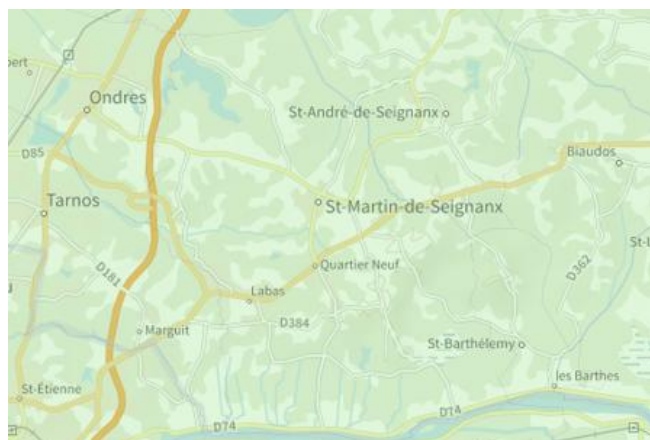 Ondres
St-André-de-Seignanx
D85
Biaudos
Tarnos
St-Martin-de-Seignanx
Quartier Neuf
D181
D362
Labas
D384
Marguit
St-Barthélemy
les Barthes
St-Étienne
D74
D74